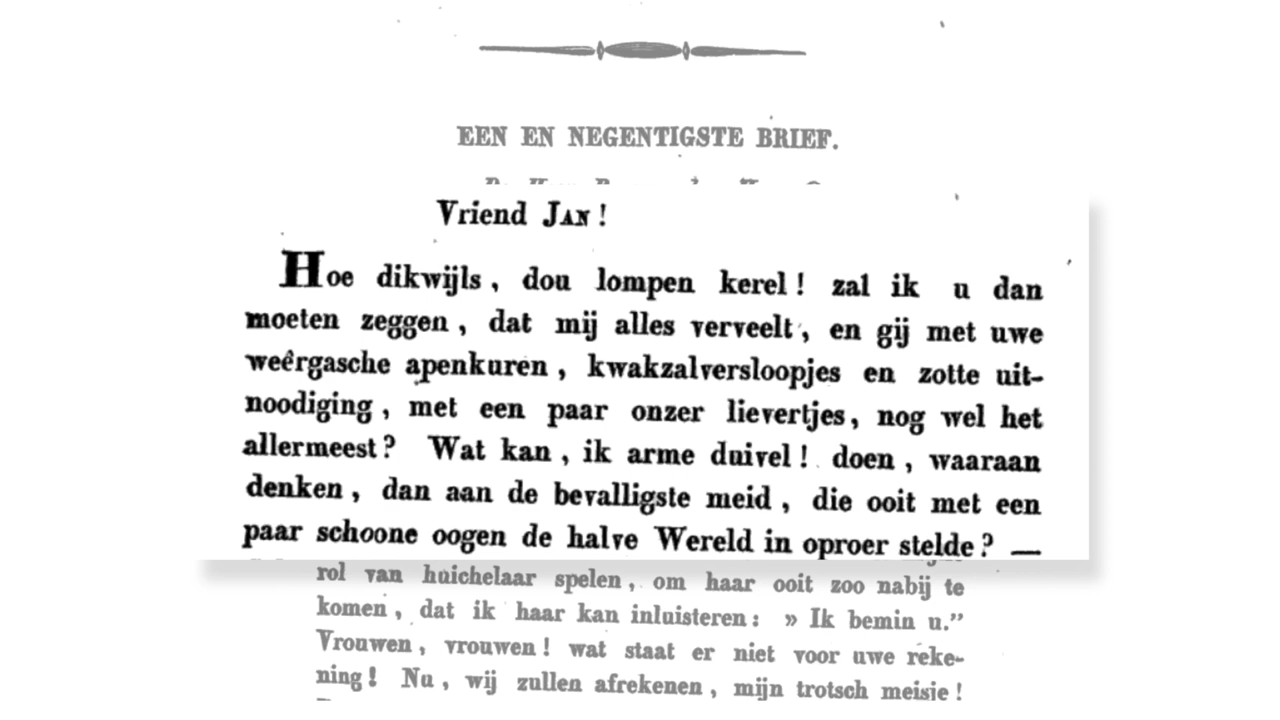 EEN EN NEGENTIGSTE BRIEF.
Vriend JAN !
Hoe dikwijls , dou lompen kerel ! zal ik u dan
moeten zeggen , dat mij alles verveelt , en gij met uwe
weêrgasche apenkuren , kwakzalversloopjes en zotte uit-
noodiging , met een paar onzer lievertjes , nog wel het
allermeest ? Wat kan , ik arme duivel ! doen , waaraan
denken , dan aan de bevalligste meid , die ooit met een
paar schoone oogen de halve Wereld in oproer stelde ? —
rol van huichelaar spelen , om haar ooit zoo nabij te
komen , dat ik haar kan inluisteren : » Ik bemin u.”
Vrouwen , vrouwen ! wat staat er niet voor uwe reke-
ning ! Nu , wij zullen afrekenen , mijn trotsch meisje !